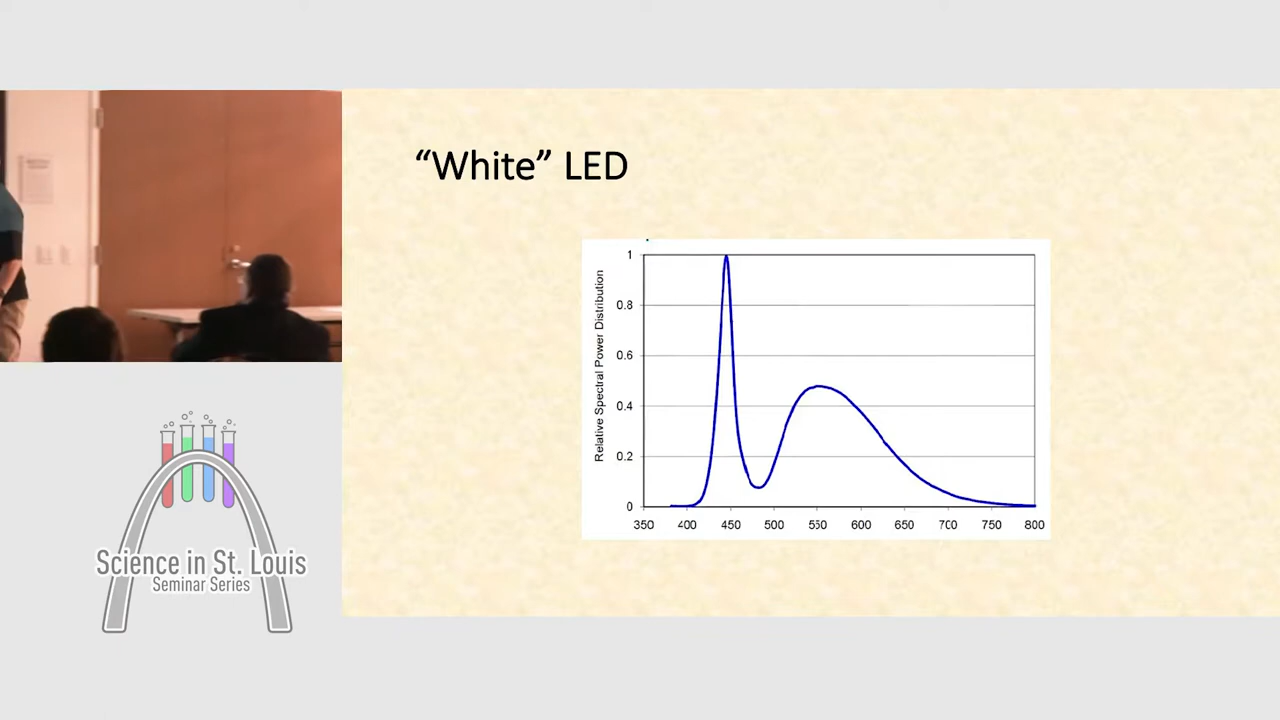 “White” LED
Relative Spectral Power Distribution
1
0.8
0.6
0.4
0.2
0
350 400 450 500 550 600 650 700 750 800
Science in St. Louis
Seminar Series